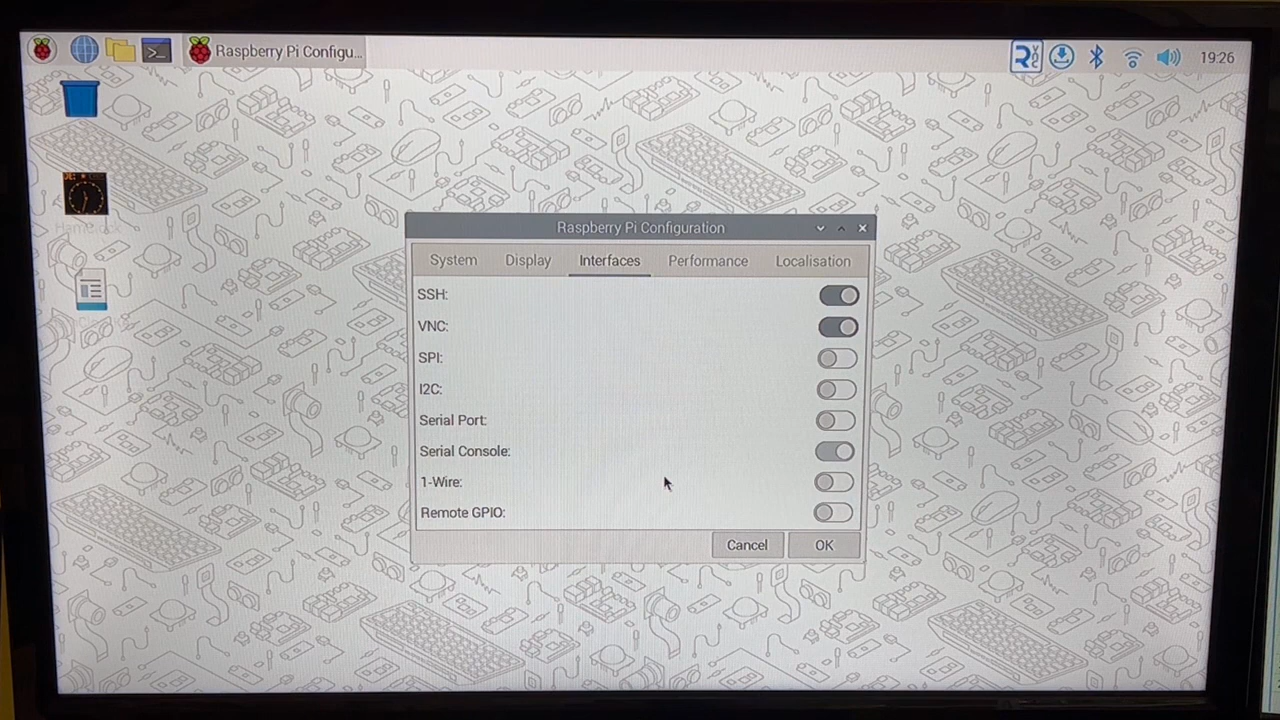 Raspberry Pi Configu...
19:26
Raspberry Pi Configuration
System Display Interfaces Performance Localisation
SSH:
VNC:
SPI:
I2C:
Serial Port:
Serial Console:
1-Wire:
Remote GPIO:
Cancel OK